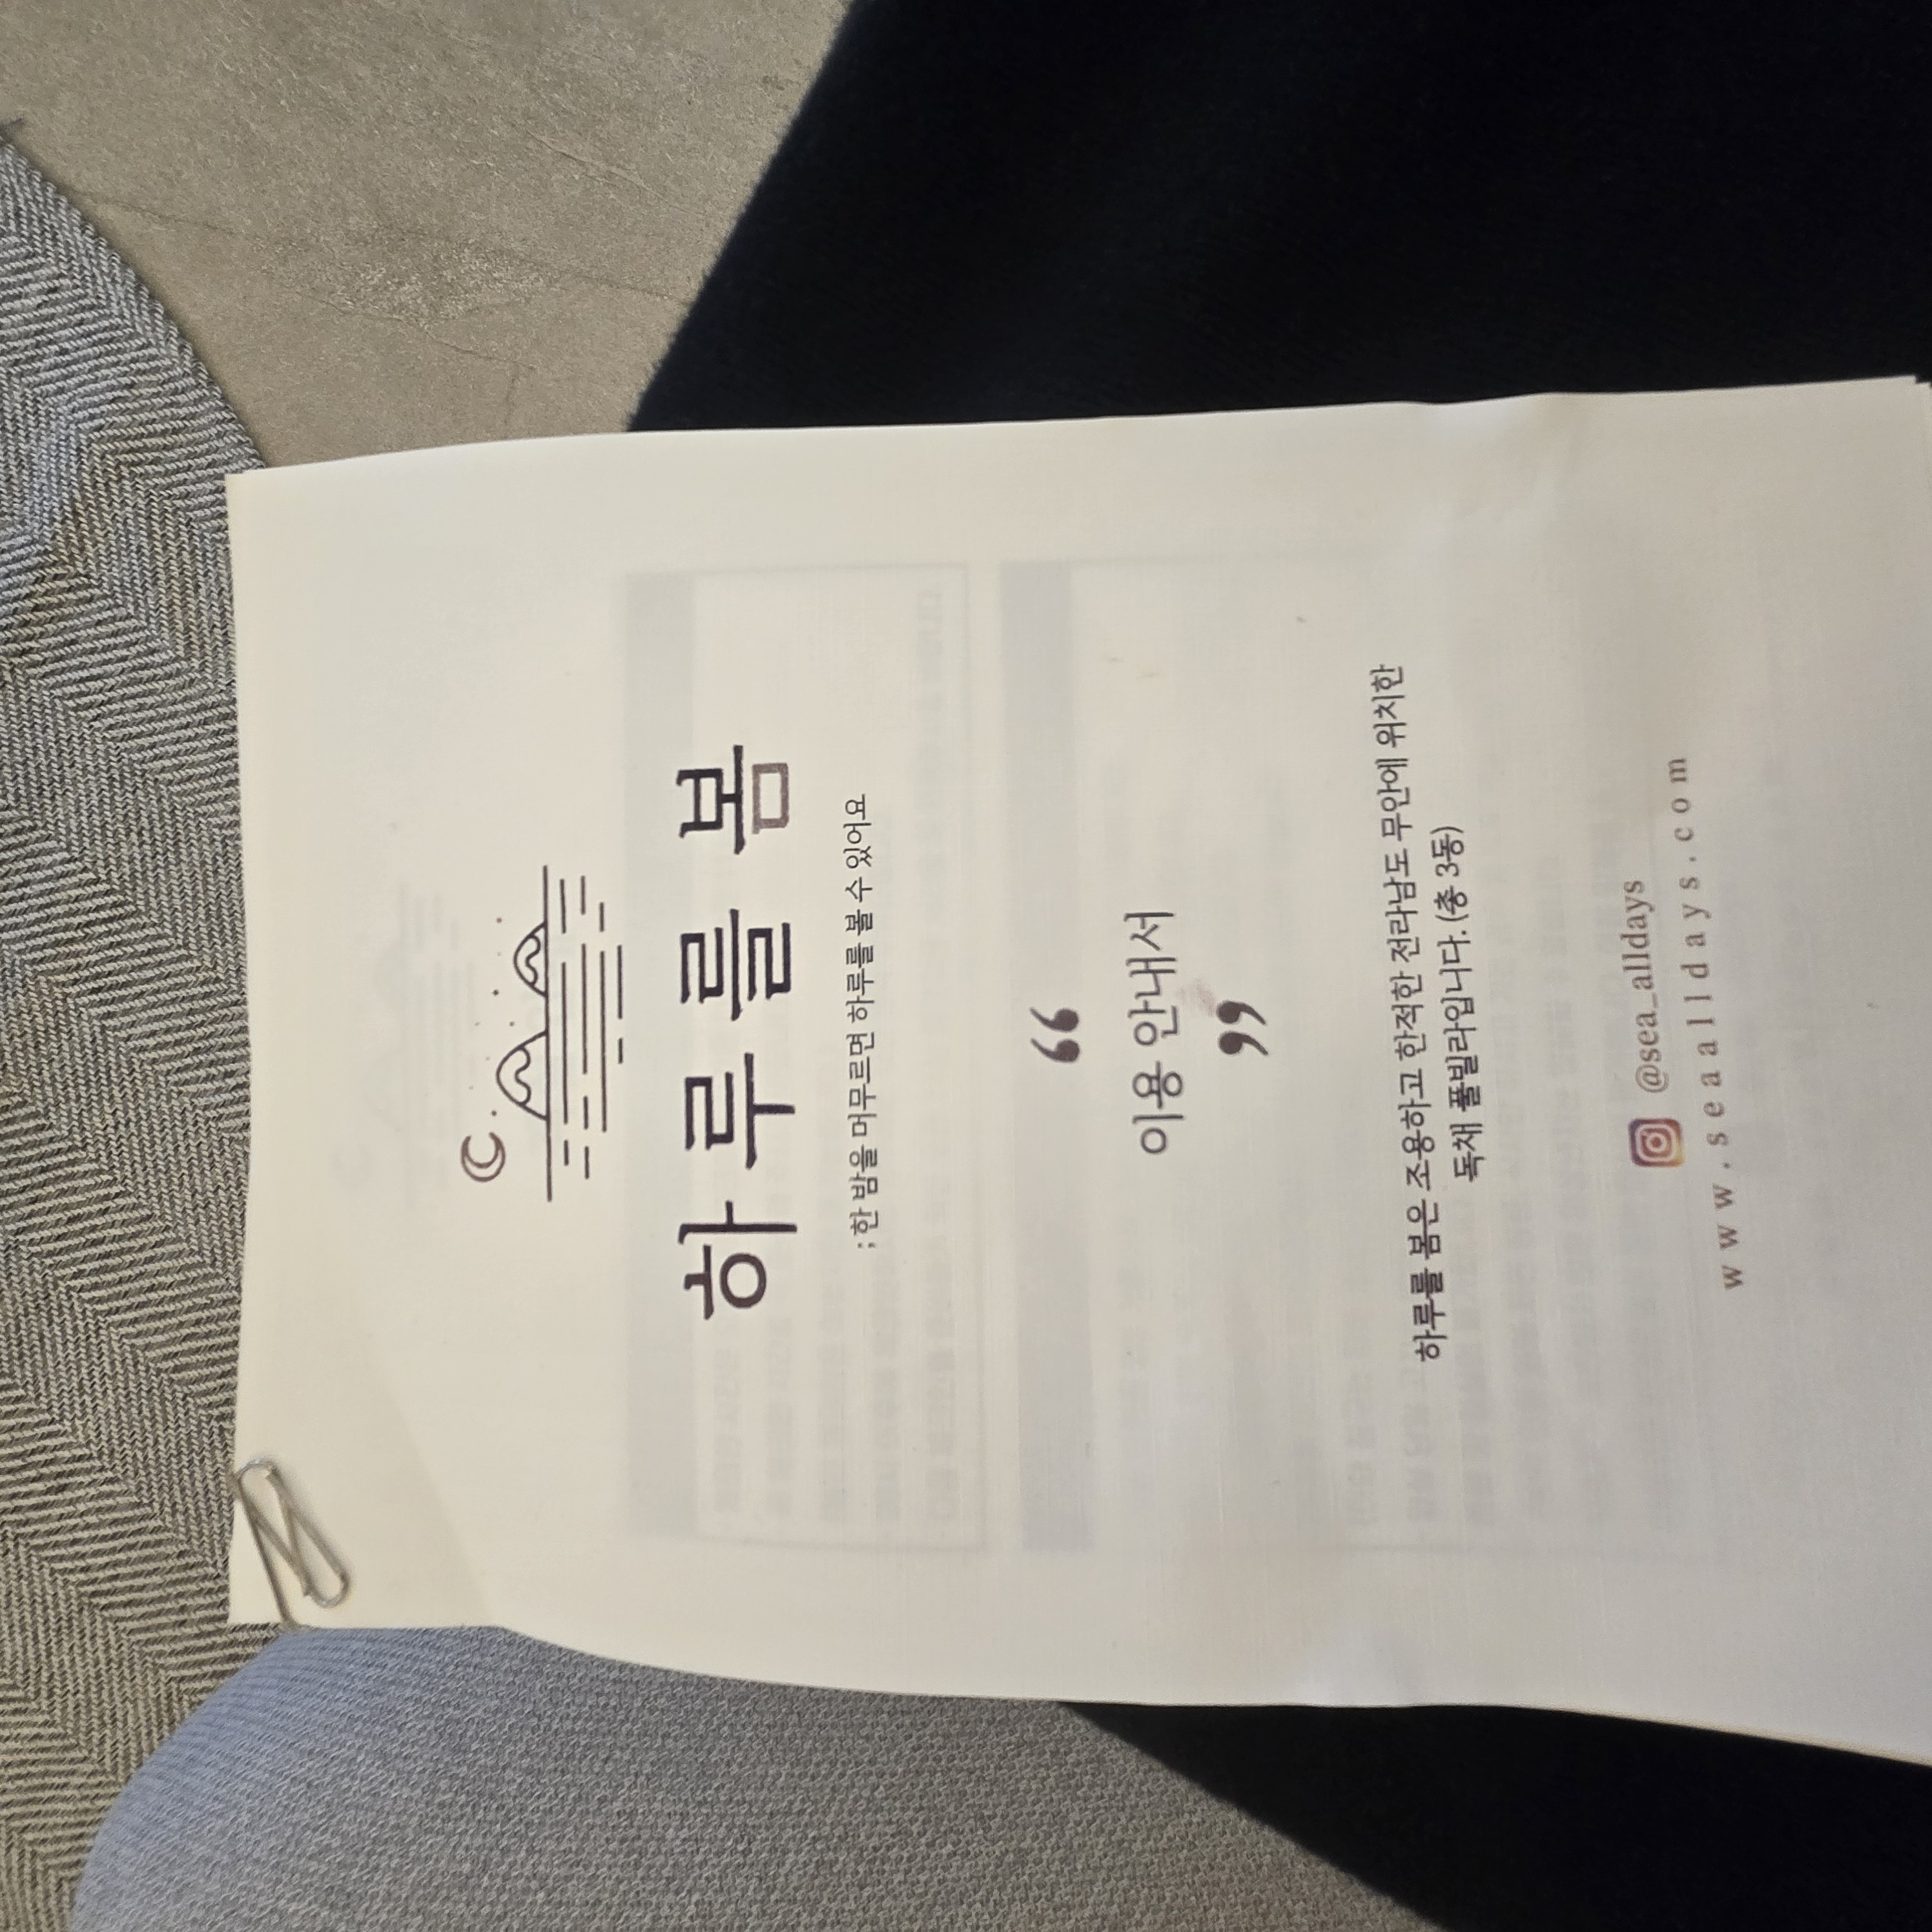 하루를 봄
; 한 밤을 머무르면 하루를 볼 수 있어요
“
이용 안내서
”
하루를 봄은 조용하고 한적한 전라남도 무안에 위치한
독채 풀빌라입니다. (총 3동)
@sea_alldays
www.seaalldays.com